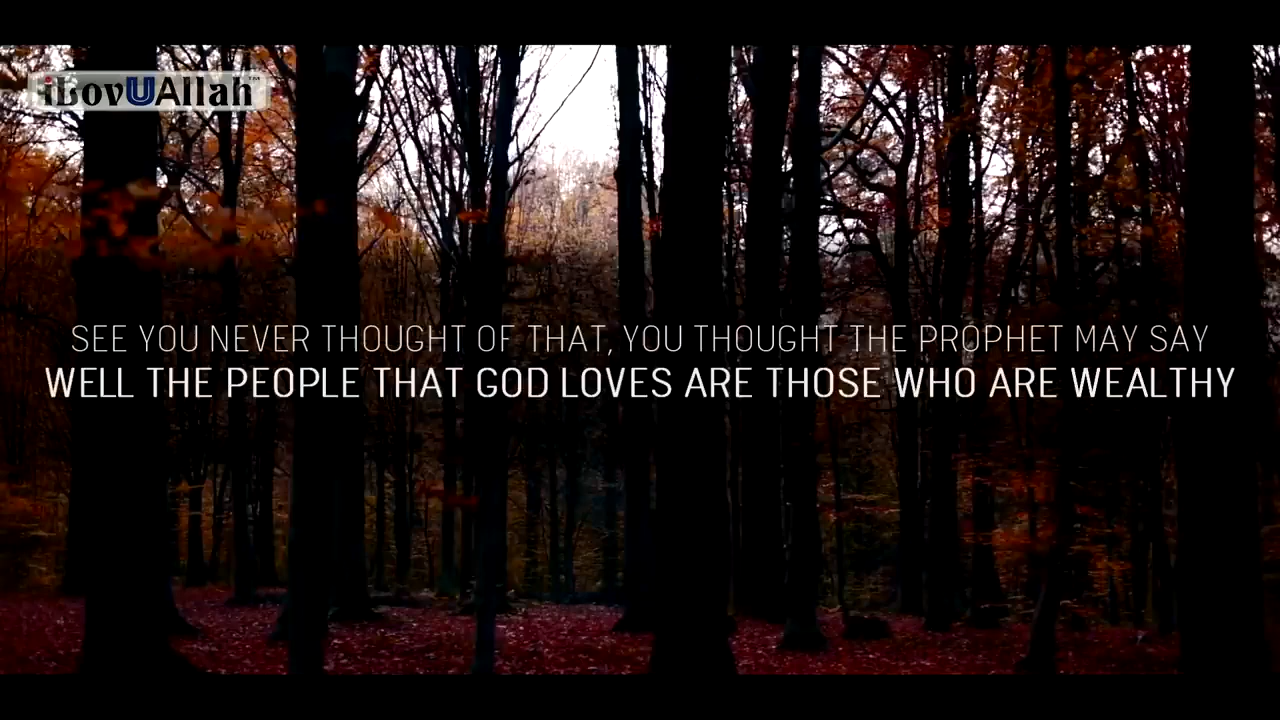 iLovUAllah™
SEE YOU NEVER THOUGHT OF THAT, YOU THOUGHT THE PROPHET MAY SAY
WELL THE PEOPLE THAT GOD LOVES ARE THOSE WHO ARE WEALTHY